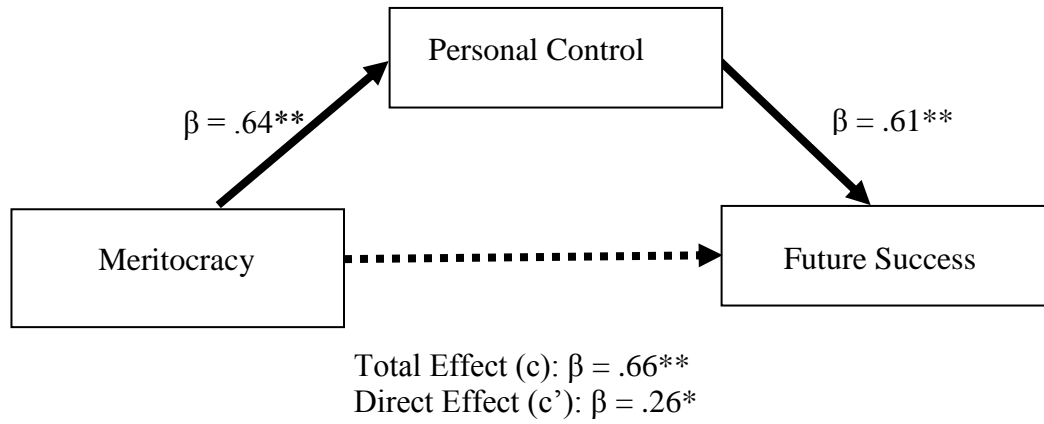 Personal Control
β = .64**
β = .61**
Meritocracy
Future Success
Total Effect (c): β = .66**
Direct Effect (c’): β = .26*